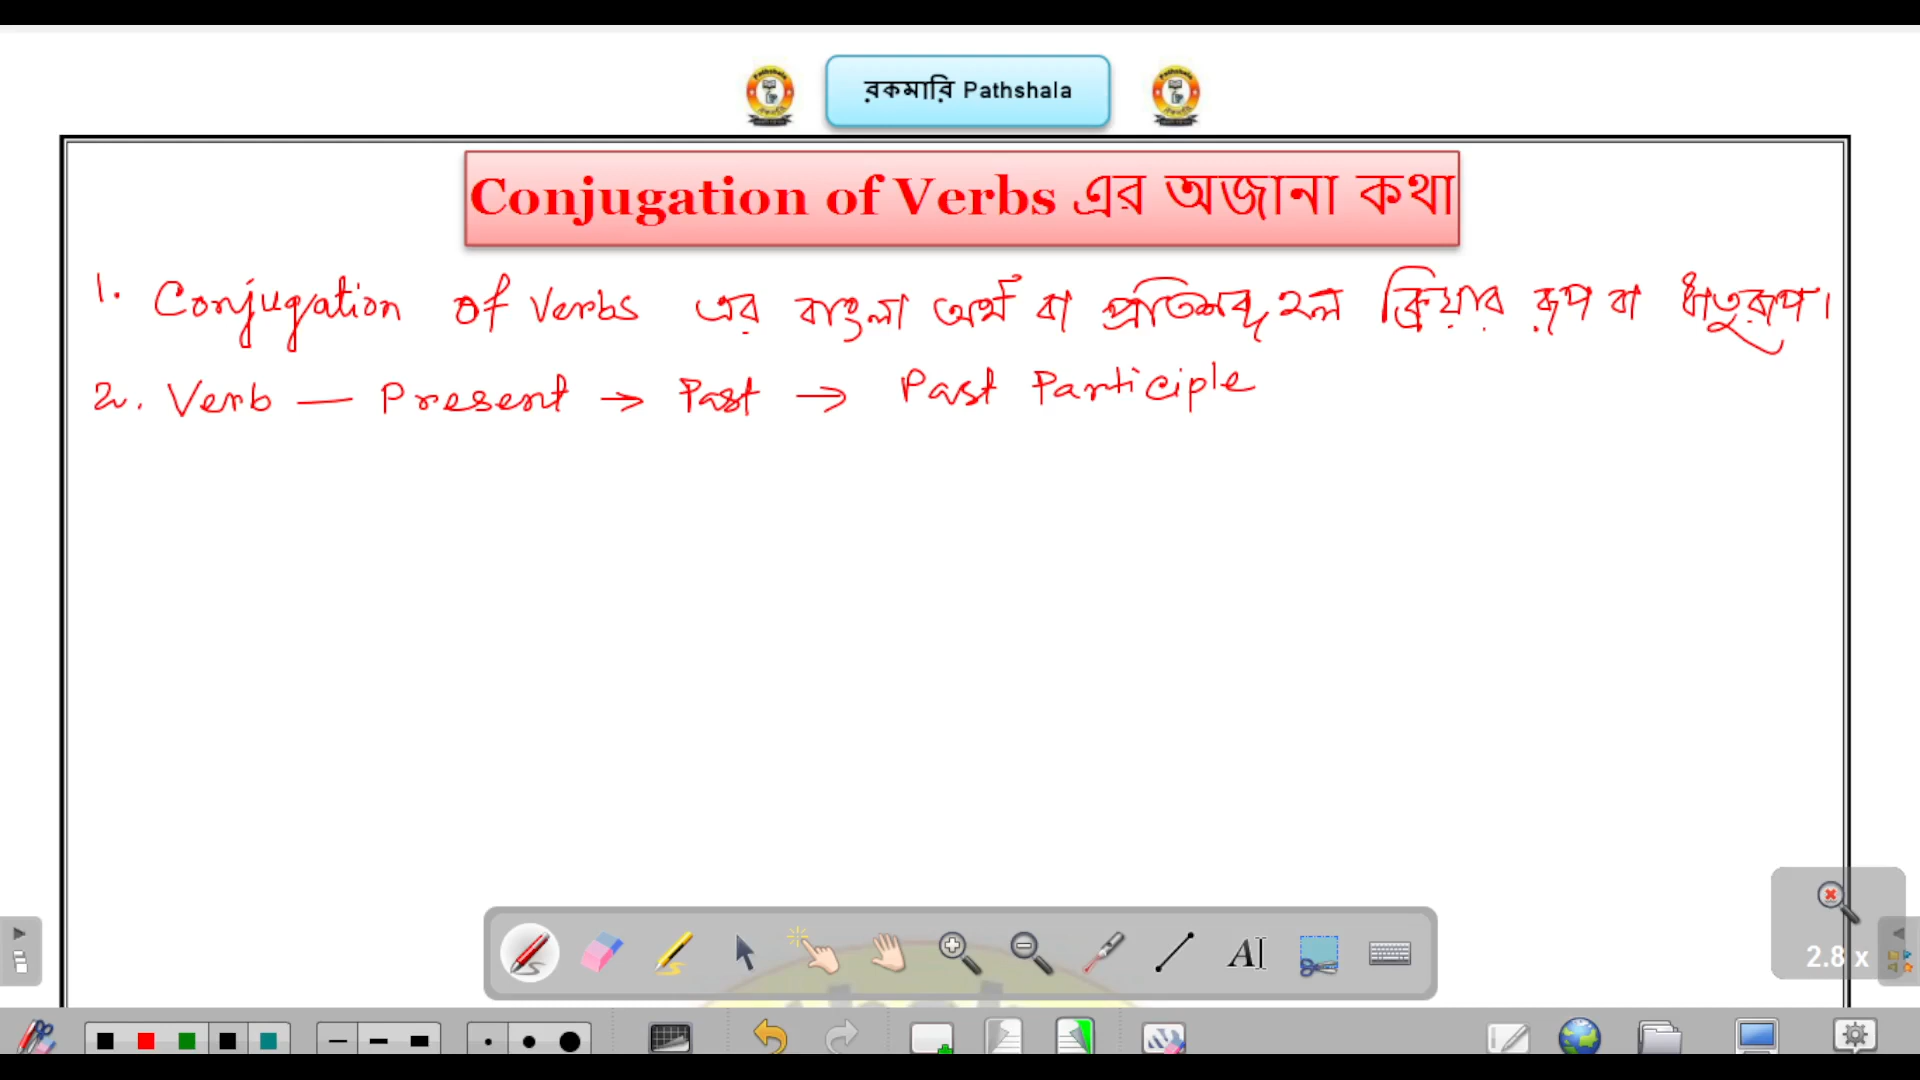 রকমারি Pathshala
Conjugation of Verbs এর অজানা কথা
1. Conjugation of Verbs এর বাংলা অর্থ বা প্রতিশব্দ হল ক্রিয়ার রূপ বা ধাতুরূপ।
2. Verb — Present → Past → Past Participle
2.8 x